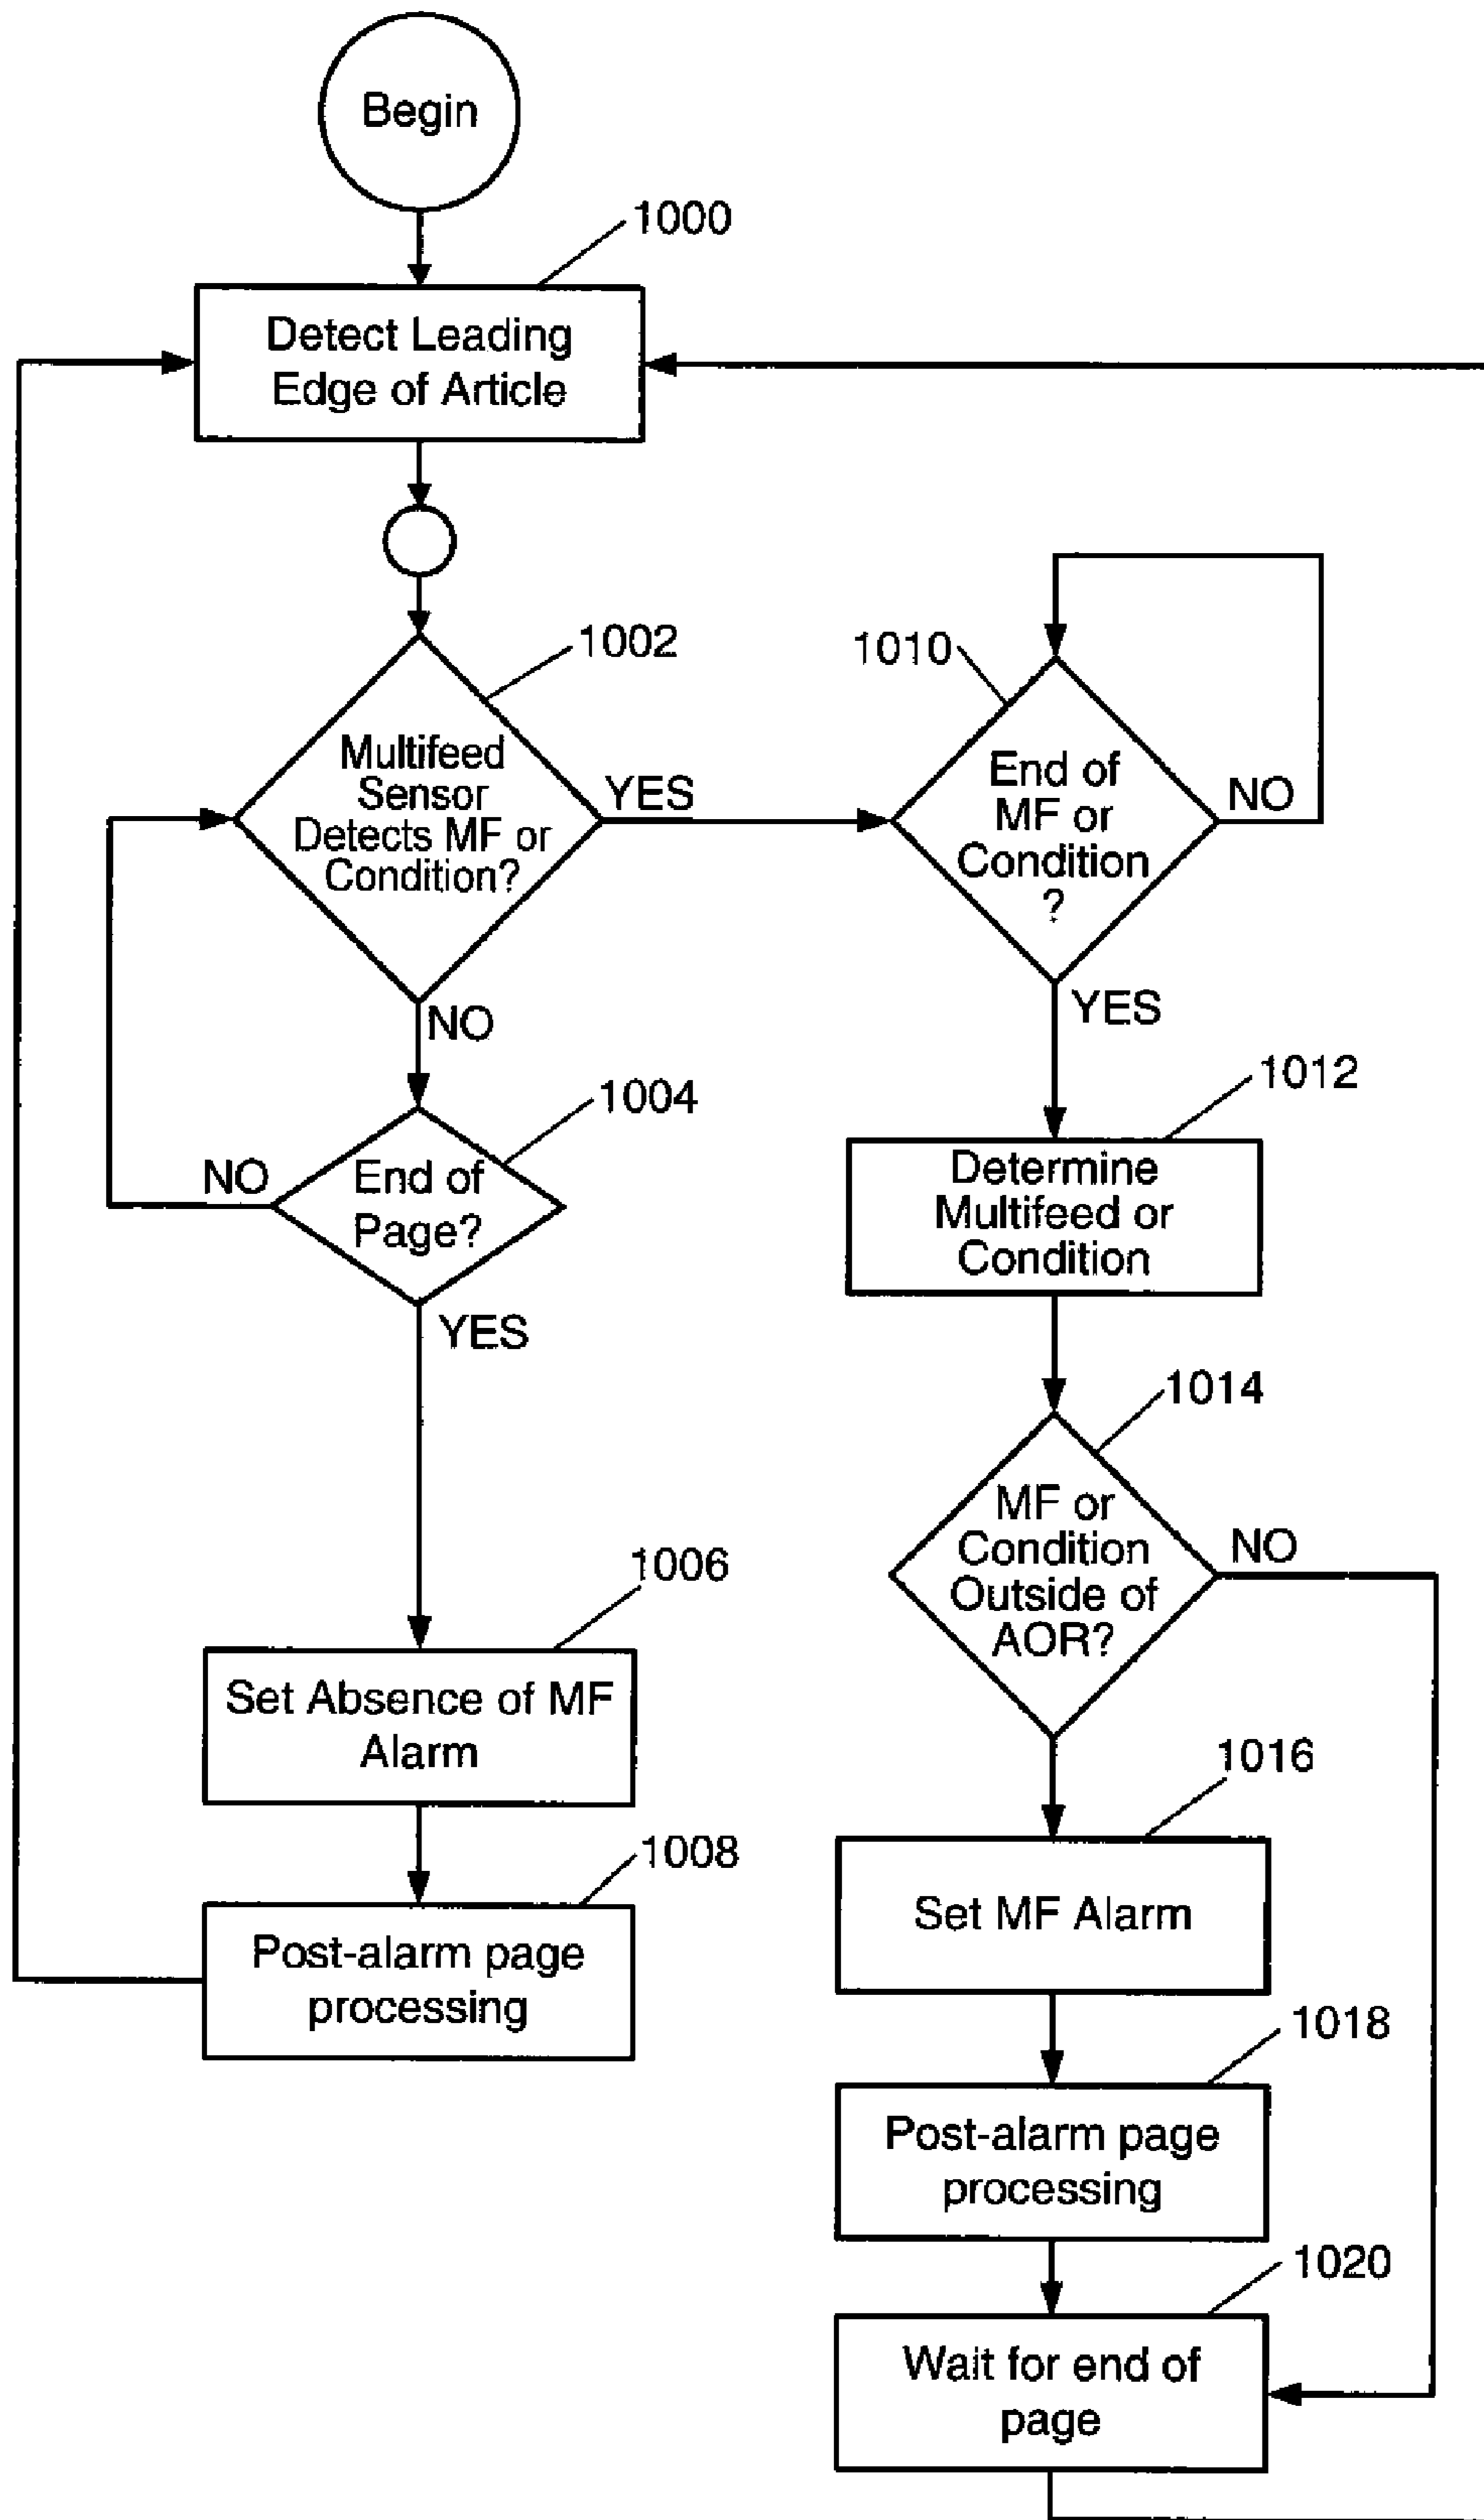 Begin
1000
Detect Leading
Edge of Article
1002
Multifeed
Sensor
Detects MF or
Condition?
YES
NO
1010
End of
MF or
Condition
?
NO
YES
1004
End of
Page?
NO
YES
1012
Determine
Multifeed or
Condition
1014
MF or
Condition
Outside of
AOR?
NO
1006
Set Absence of MF
Alarm
1016
Set MF Alarm
1008
Post-alarm page
processing
1018
Post-alarm page
processing
1020
Wait for end of
page